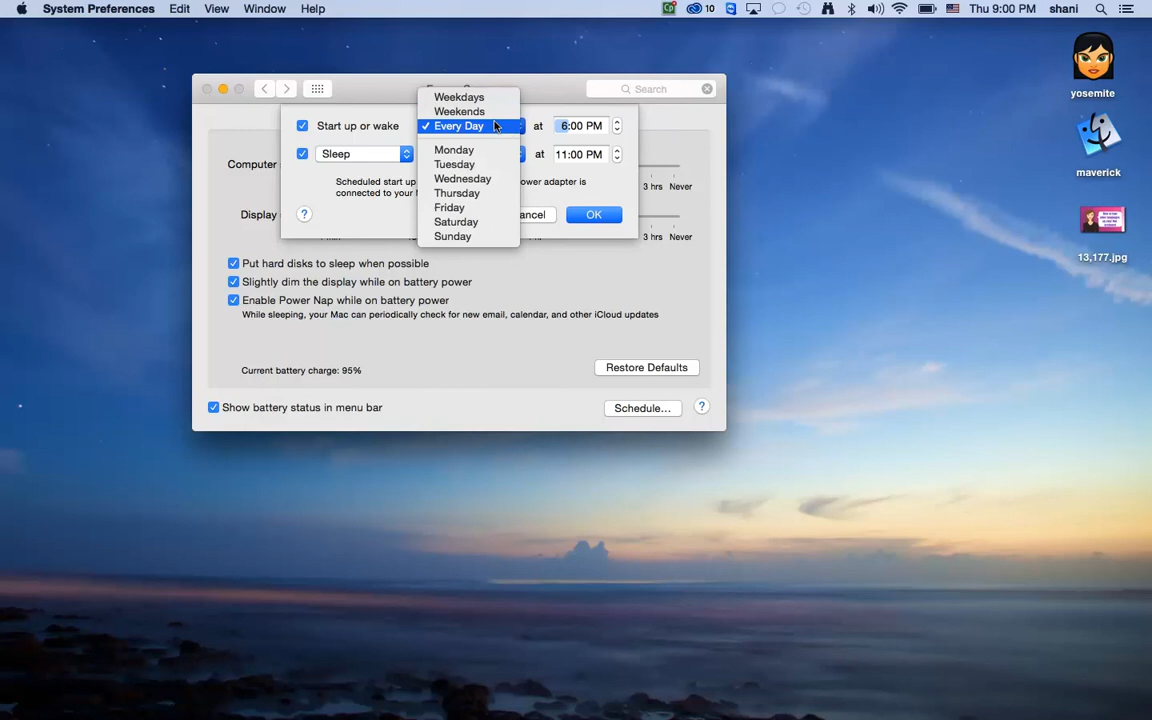 System Preferences Edit View Window Help 10 Thu 9:00 PM shani
Search
Weekdays
Weekends
Start up or wake ✓ Every Day at 6:00 PM
Sleep at 11:00 PM
Monday
Tuesday
Wednesday
Thursday
Friday
Saturday
Sunday
Scheduled start up ower adapter is
connected to your
? ancel OK
Computer
3 hrs Never
Display
3 hrs Never
Put hard disks to sleep when possible
Slightly dim the display while on battery power
Enable Power Nap while on battery power
While sleeping, your Mac can periodically check for new email, calendar, and other iCloud updates
Current battery charge: 95% Restore Defaults
Show battery status in menu bar Schedule... ?
yosemite
maverick
13,177.jpg